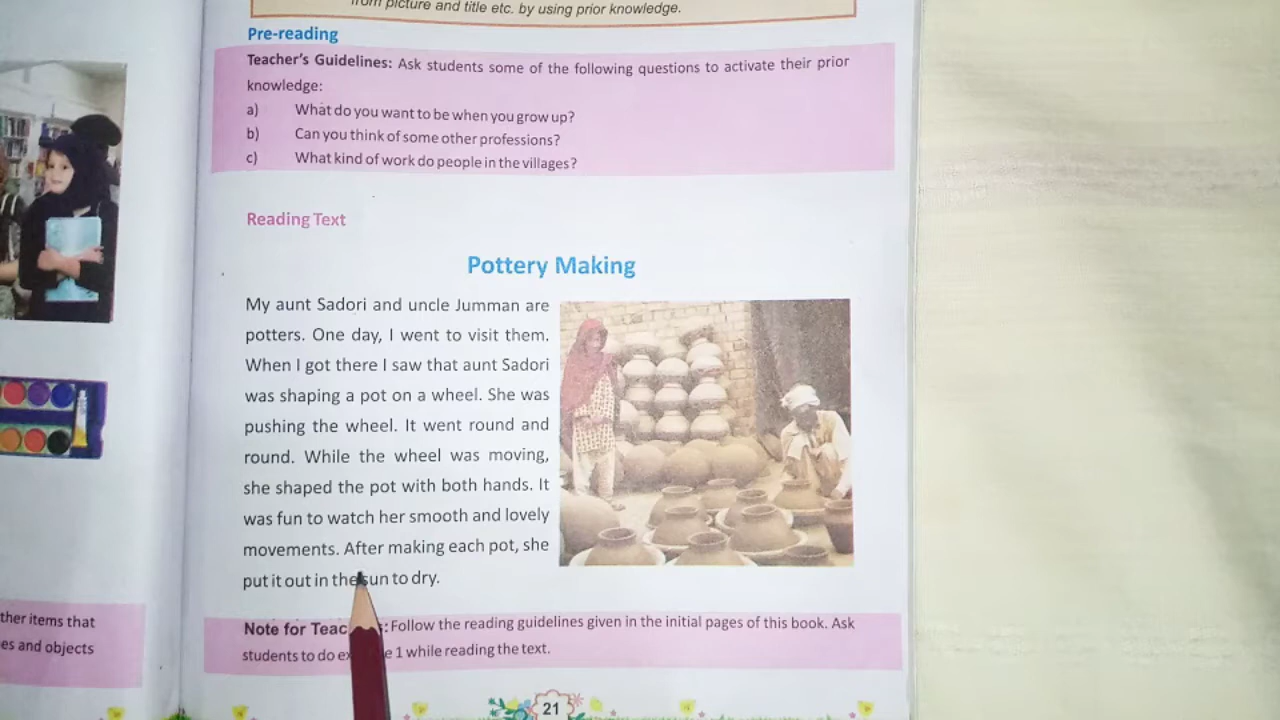 from picture and title etc. by using prior knowledge.
Pre-reading
Teacher's Guidelines: Ask students some of the following questions to activate their prior
knowledge:
a) What do you want to be when you grow up?
b) Can you think of some other professions?
c) What kind of work do people in the villages?
Reading Text
Pottery Making
My aunt Sadori and uncle Jumman are
potters. One day, I went to visit them.
When I got there I saw that aunt Sadori
was shaping a pot on a wheel. She was
pushing the wheel. It went round and
round. While the wheel was moving,
she shaped the pot with both hands. It
was fun to watch her smooth and lovely
movements. After making each pot, she
put it out in the sun to dry.
ther items that
es and objects
Note for Teac s: Follow the reading guidelines given in the initial pages of this book. Ask
students to do ex e 1 while reading the text.
21